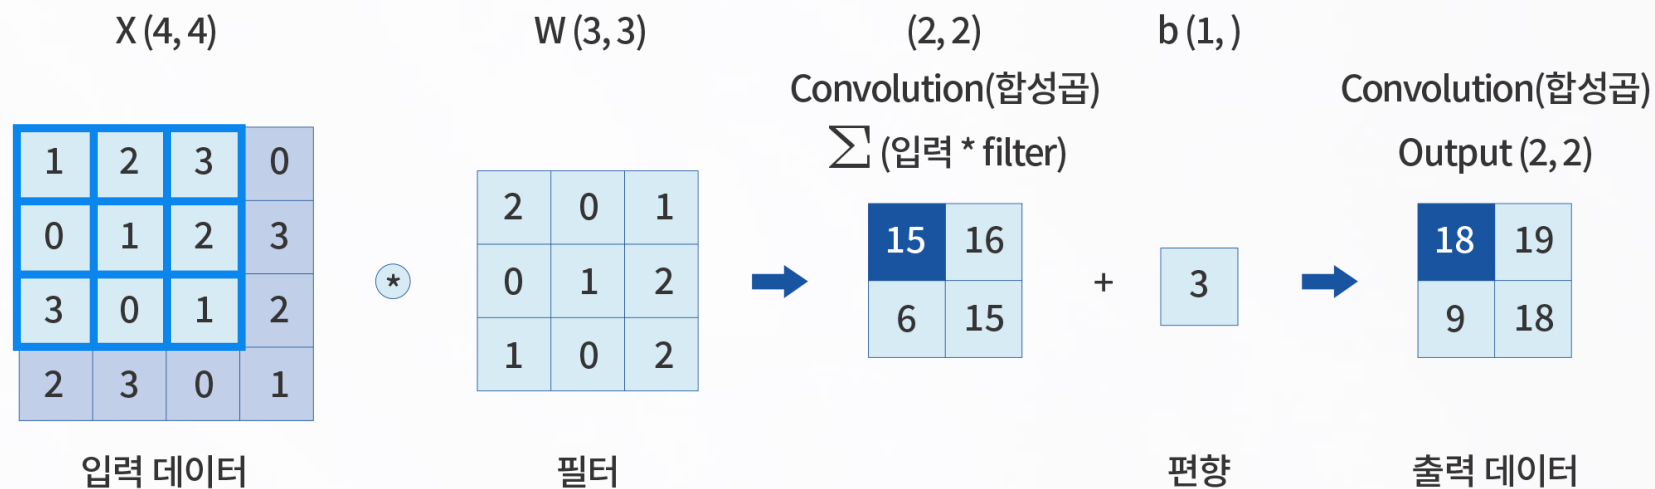 X (4, 4)
W (3, 3)
(2, 2)
b (1, )
Convolution(합성곱)
∑ (입력 * filter)
Convolution(합성곱)
Output (2, 2)
1 2 3 0
0 1 2 3
3 0 1 2
2 3 0 1
*
2 0 1
0 1 2
1 0 2
15 16
6 15
+
3
18 19
9 18
입력 데이터
필터
편향
출력 데이터